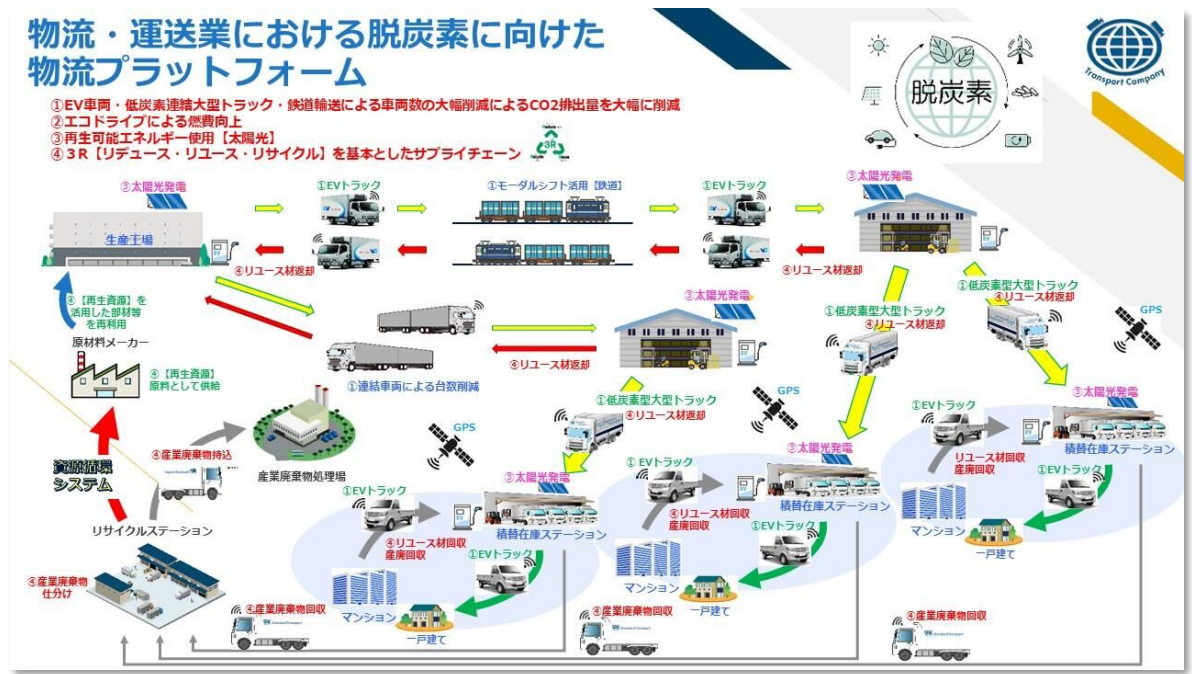 物流・運送業における脱炭素に向けた
物流プラットフォーム
Transport Company
脱炭素
①EV車両・低炭素連結大型トラック・鉄道輸送による車両数の大幅削減によるCO2排出量を大幅に削減
②エコドライブによる燃費向上
③再生可能エネルギー使用【太陽光】
④3R【リデュース・リユース・リサイクル】を基本としたサプライチェーン
3R
③太陽光発電
①EVトラック
①モーダルシフト活用【鉄道】
①EVトラック
③太陽光発電
生産工場
④リユース材返却
④リユース材返却
④【再生資源】を
活用した部材等
を再利用
原材料メーカー
④【再生資源】
原料として供給
①連結車両による台数削減
④リユース材返却
③太陽光発電
①低炭素型大型トラック
④リユース材返却
①低炭素型大型トラック
④リユース材返却
①低炭素型大型トラック
④リユース材返却
GPS
GPS
GPS
資源循環
システム
④産業廃棄物持込
産業廃棄物処理場
リサイクルステーション
④産業廃棄物
仕分け
③太陽光発電
①EVトラック
積替在庫ステーション
④リユース材回収
産廃回収
①EVトラック
マンション
一戸建て
③太陽光発電
①EVトラック
積替在庫ステーション
④リユース材回収
産廃回収
①EVトラック
マンション
一戸建て
③太陽光発電
①EVトラック
積替在庫ステーション
リユース材回収
産廃回収
①EVトラック
マンション
一戸建て
④産業廃棄物回収
④産業廃棄物回収
④産業廃棄物回収